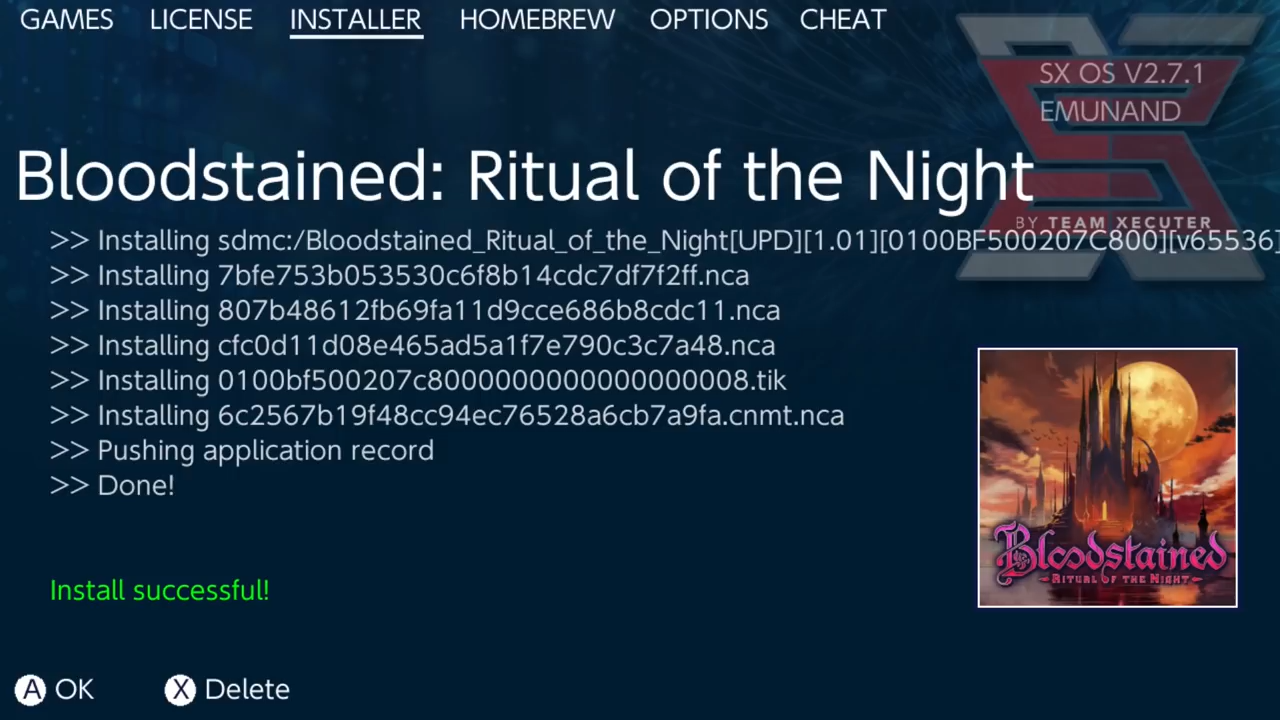 GAMES LICENSE INSTALLER HOMEBREW OPTIONS CHEAT
SX OS V2.7.1
EMUNAND
BY TEAM XECUTER
Bloodstained: Ritual of the Night
>> Installing sdmc:/Bloodstained_Ritual_of_the_Night[UPD][1.01][0100BF500207C800][v65536]
>> Installing 7bfe753b053530c6f8b14cdc7df7f2ff.nca
>> Installing 807b48612fb69fa11d9cce686b8cdc11.nca
>> Installing cfc0d11d08e465ad5a1f7e790c3c7a48.nca
>> Installing 0100bf500207c8000000000000000008.tik
>> Installing 6c2567b19f48cc94ec76528a6cb7a9fa.cnmt.nca
>> Pushing application record
>> Done!
Bloodstained
RITUAL OF THE NIGHT
Install successful!
A OK X Delete